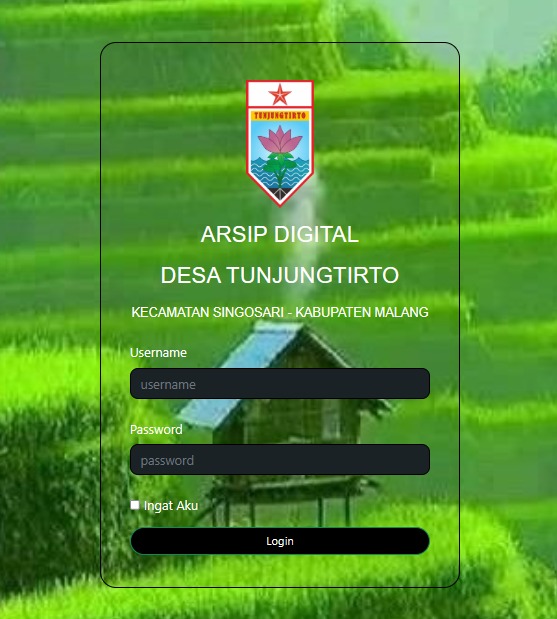 TUNJUNGTIRTO
ARSIP DIGITAL
DESA TUNJUNGTIRTO
KECAMATAN SINGOSARI - KABUPATEN MALANG
Username
username
Password
password
Ingat Aku
Login